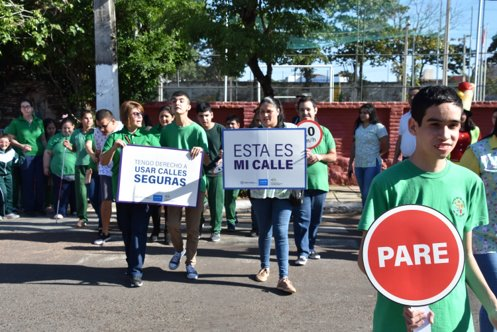 TENGO DERECHO A
USAR CALLES
SEGURAS
ESTA ES
MI CALLE
PARE